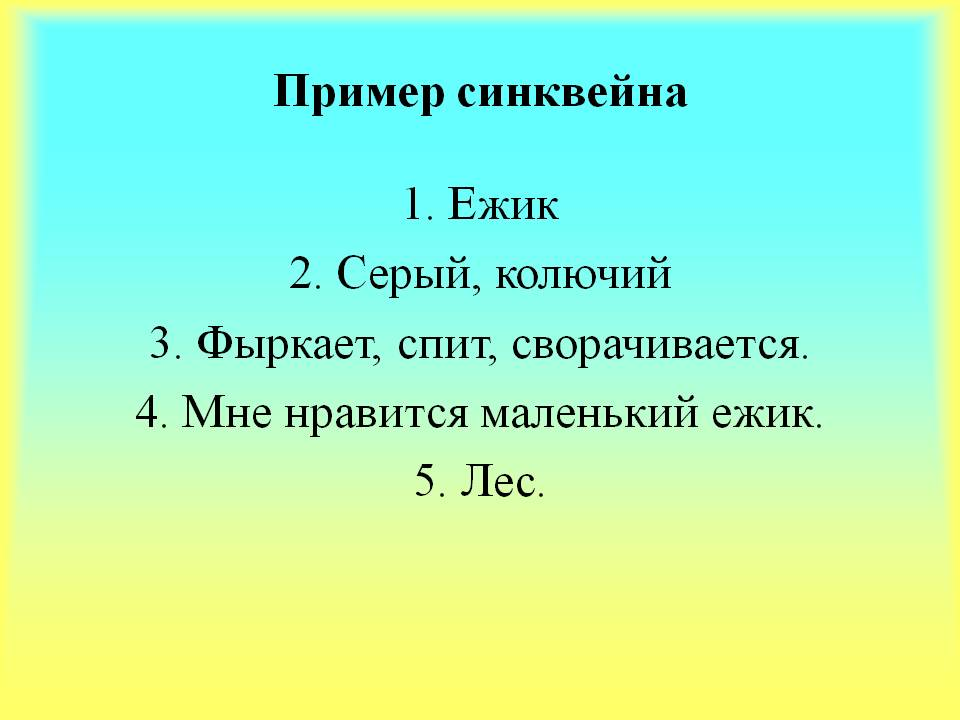 Пример синквейна
1. Ежик
2. Серый, колючий
3. Фыркает, спит, сворачивается.
4. Мне нравится маленький ежик.
5. Лес.